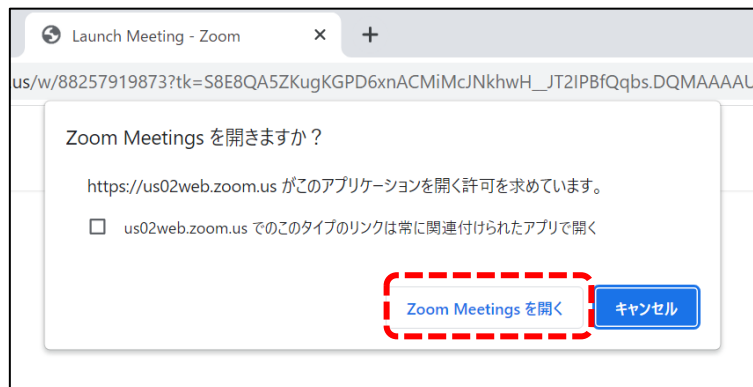 Launch Meeting - Zoom
us/w/88257919873?tk=S8E8QA5ZKugKGPD6xnACMiMcJNkhwH__JT2IPBfQqbs.DQMAAAAU
Zoom Meetings を開きますか？
https://us02web.zoom.us がこのアプリケーションを開く許可を求めています。
us02web.zoom.us でのこのタイプのリンクは常に関連付けられたアプリで開く
Zoom Meetings を開く
キャンセル